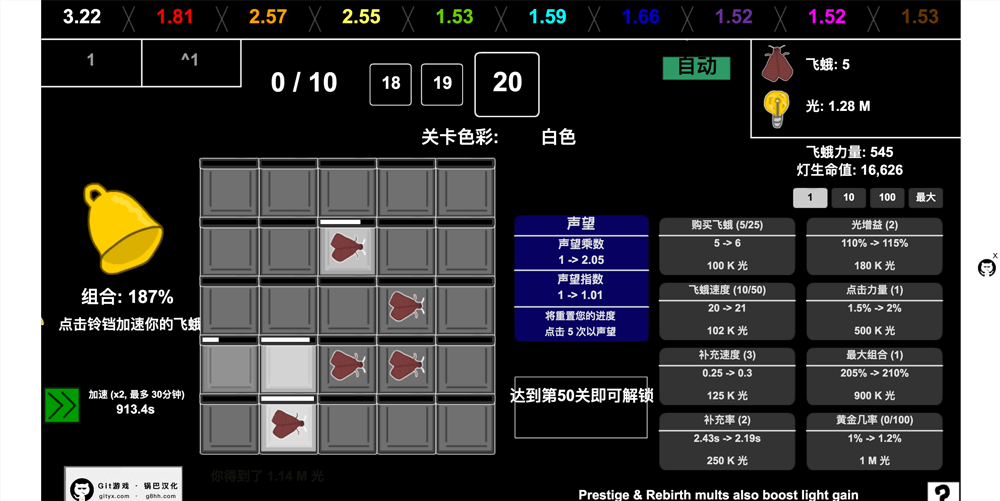 3.22 1.81 2.57 2.55 1.53 1.59 1.66 1.52 1.52 1.53
1 ^1
0 / 10 18 19 20
自动
飞蛾: 5
光: 1.28 M
关卡色彩: 白色
飞蛾力量: 545
灯生命值: 16,626
1 10 100 最大
组合: 187%
点击铃铛加速你的飞蛾
加速 (x2, 最多 30分钟)
913.4s
声望
声望乘数
1 -> 2.05
声望指数
1 -> 1.01
将重置您的进度
点击 5 次以声望
达到第50关即可解锁
购买飞蛾 (5/25)
5 -> 6
100 K 光
光增益 (2)
110% -> 115%
180 K 光
飞蛾速度 (10/50)
20 -> 21
102 K 光
点击力量 (1)
1.5% -> 2%
500 K 光
补充速度 (3)
0.25 -> 0.3
125 K 光
最大组合 (1)
205% -> 210%
900 K 光
补充率 (2)
2.43s -> 2.19s
250 K 光
黄金几率 (0/100)
1% -> 1.2%
1 M 光
你得到了 1.14 M 光
Git游戏 · 锅巴汉化
gityx.com · g8hh.com
Prestige & Rebirth mults also boost light gain
?
x